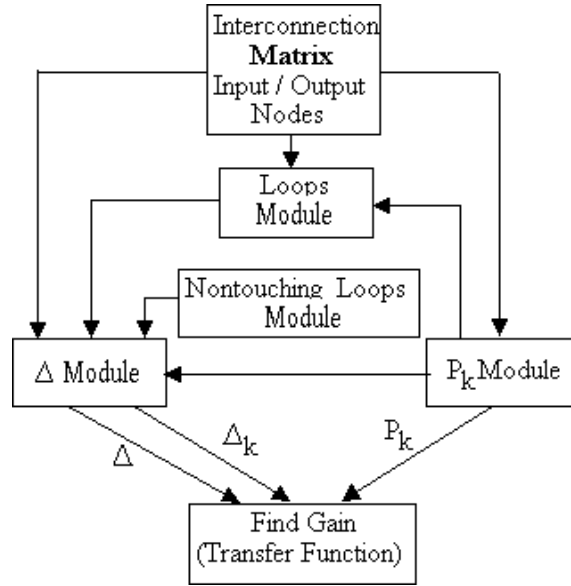 Interconnection
Matrix
Input / Output
Nodes
Loops
Module
Nontouching Loops
Module
Δ Module
Pk Module
Δ
Δk
Pk
Find Gain
(Transfer Function)